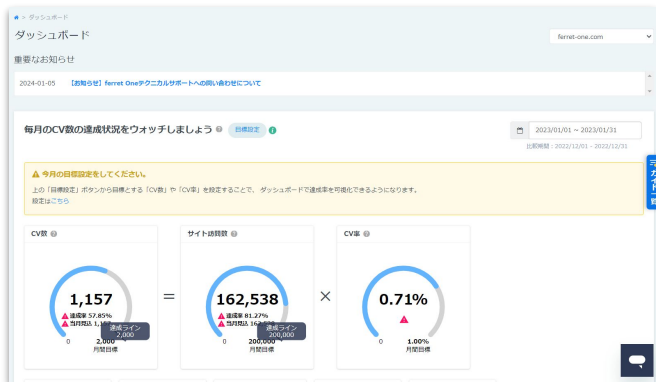 > ダッシュボード
ダッシュボード
ferret-one.com
重要なお知らせ
2024-01-05 【お知らせ】ferret Oneテクニカルサポートへの問い合わせについて
毎月のCV数の達成状況をウォッチしましょう
目標設定
2023/01/01 ~ 2023/01/31
比較期間：2022/12/01 - 2022/12/31
今月の目標設定をしてください。
上の「目標設定」ボタンから目標とする「CV数」や「CV率」を設定することで、ダッシュボードで達成率を可視化できるようになります。
設定はこちら
ガイド一覧
CV数
1,157
達成率 57.85%
当月見込 1,1
達成ライン
2,000
0
2,000
月間目標
=
サイト訪問数
162,538
達成率 81.27%
当月見込 162,538
達成ライン
200,000
0
200,000
月間目標
×
CV率
0.71%
0
1.00%
月間目標